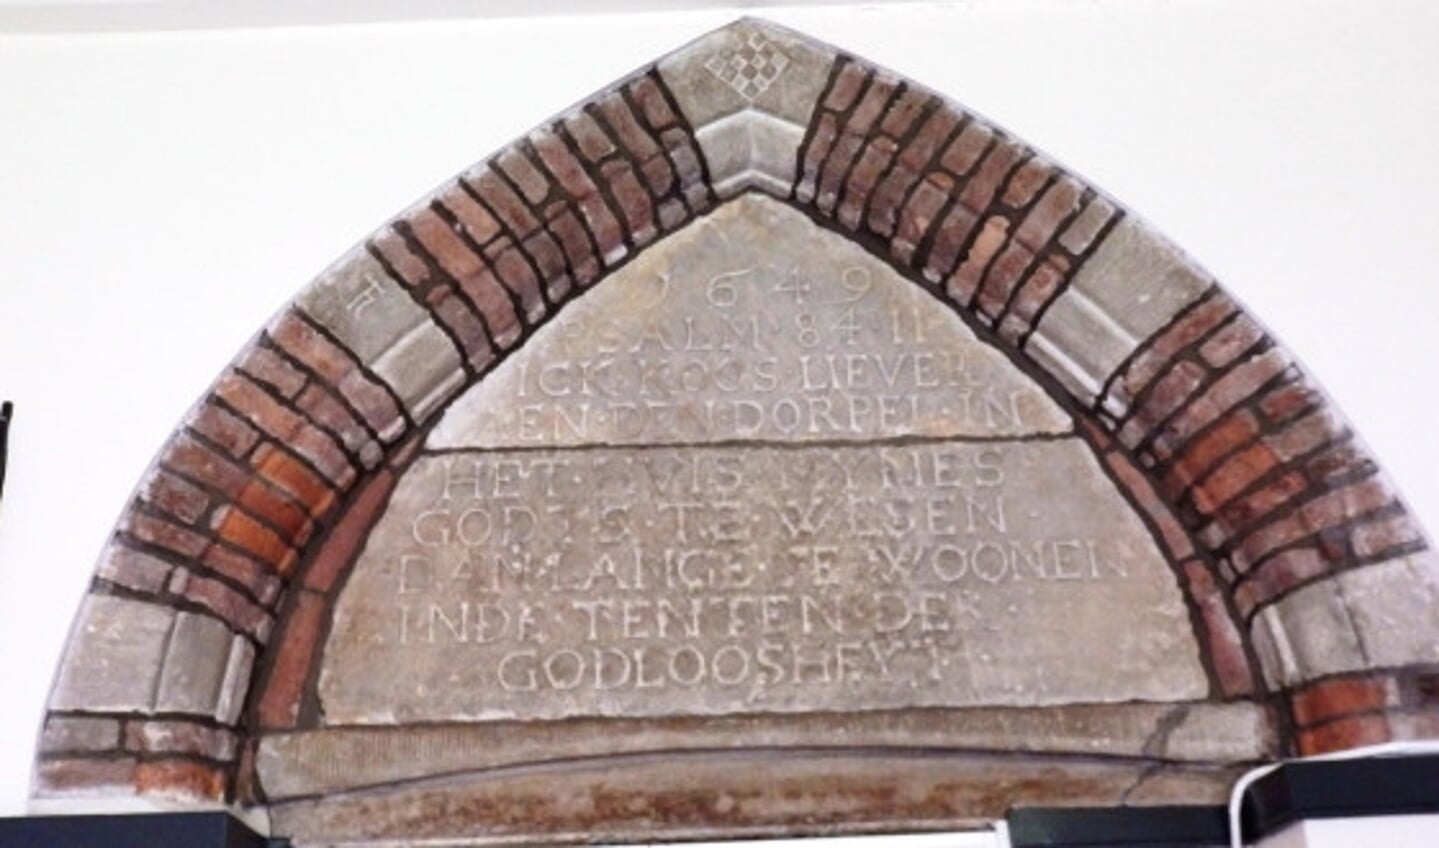 1649
PSALM·84·11
ICK·KOOS·LIEVER
EN·DEN DORPEL·IN
HET·HVIS MYNES
GODTS·TE·WESEN
DAN·LANGE·TE WOONEN
INDE·TENTEN·DER·
GODLOOSHEYT